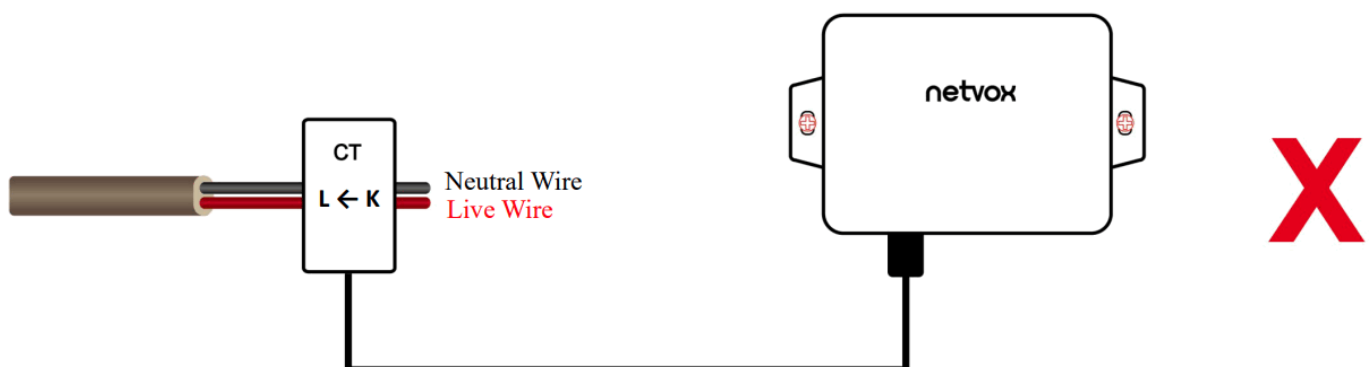 netvox
CT
L ← K
Neutral Wire
Live Wire
X